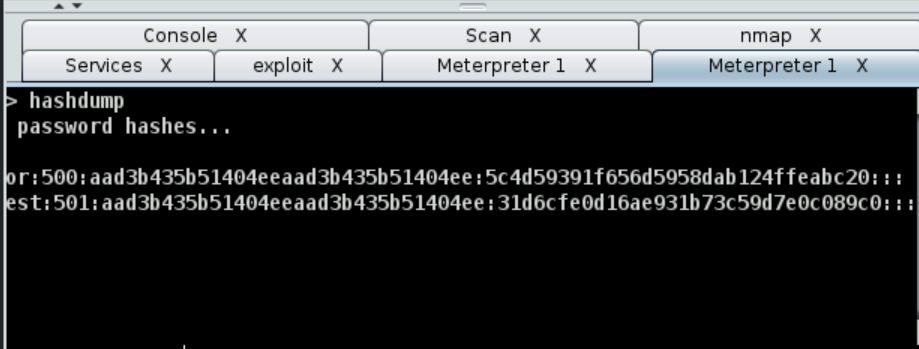 Console X Scan X nmap X
Services X exploit X Meterpreter 1 X Meterpreter 1 X
> hashdump
password hashes...
or:500:aad3b435b51404eeaad3b435b51404ee:5c4d59391f656d5958dab124ffeabc20:::
est:501:aad3b435b51404eeaad3b435b51404ee:31d6cfe0d16ae931b73c59d7e0c089c0:::